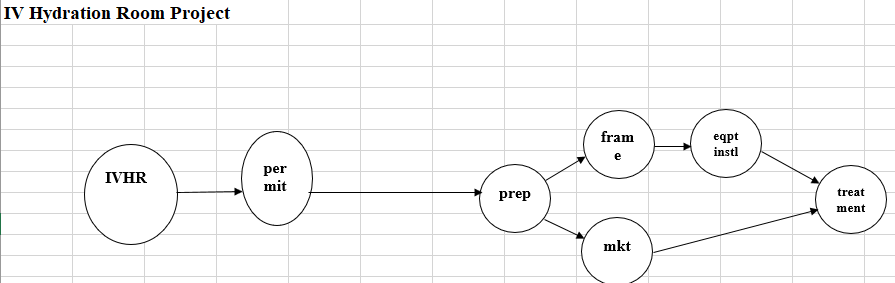 IV Hydration Room Project
IVHR
per
mit
prep
fram
e
eqpt
instl
mkt
treat
ment